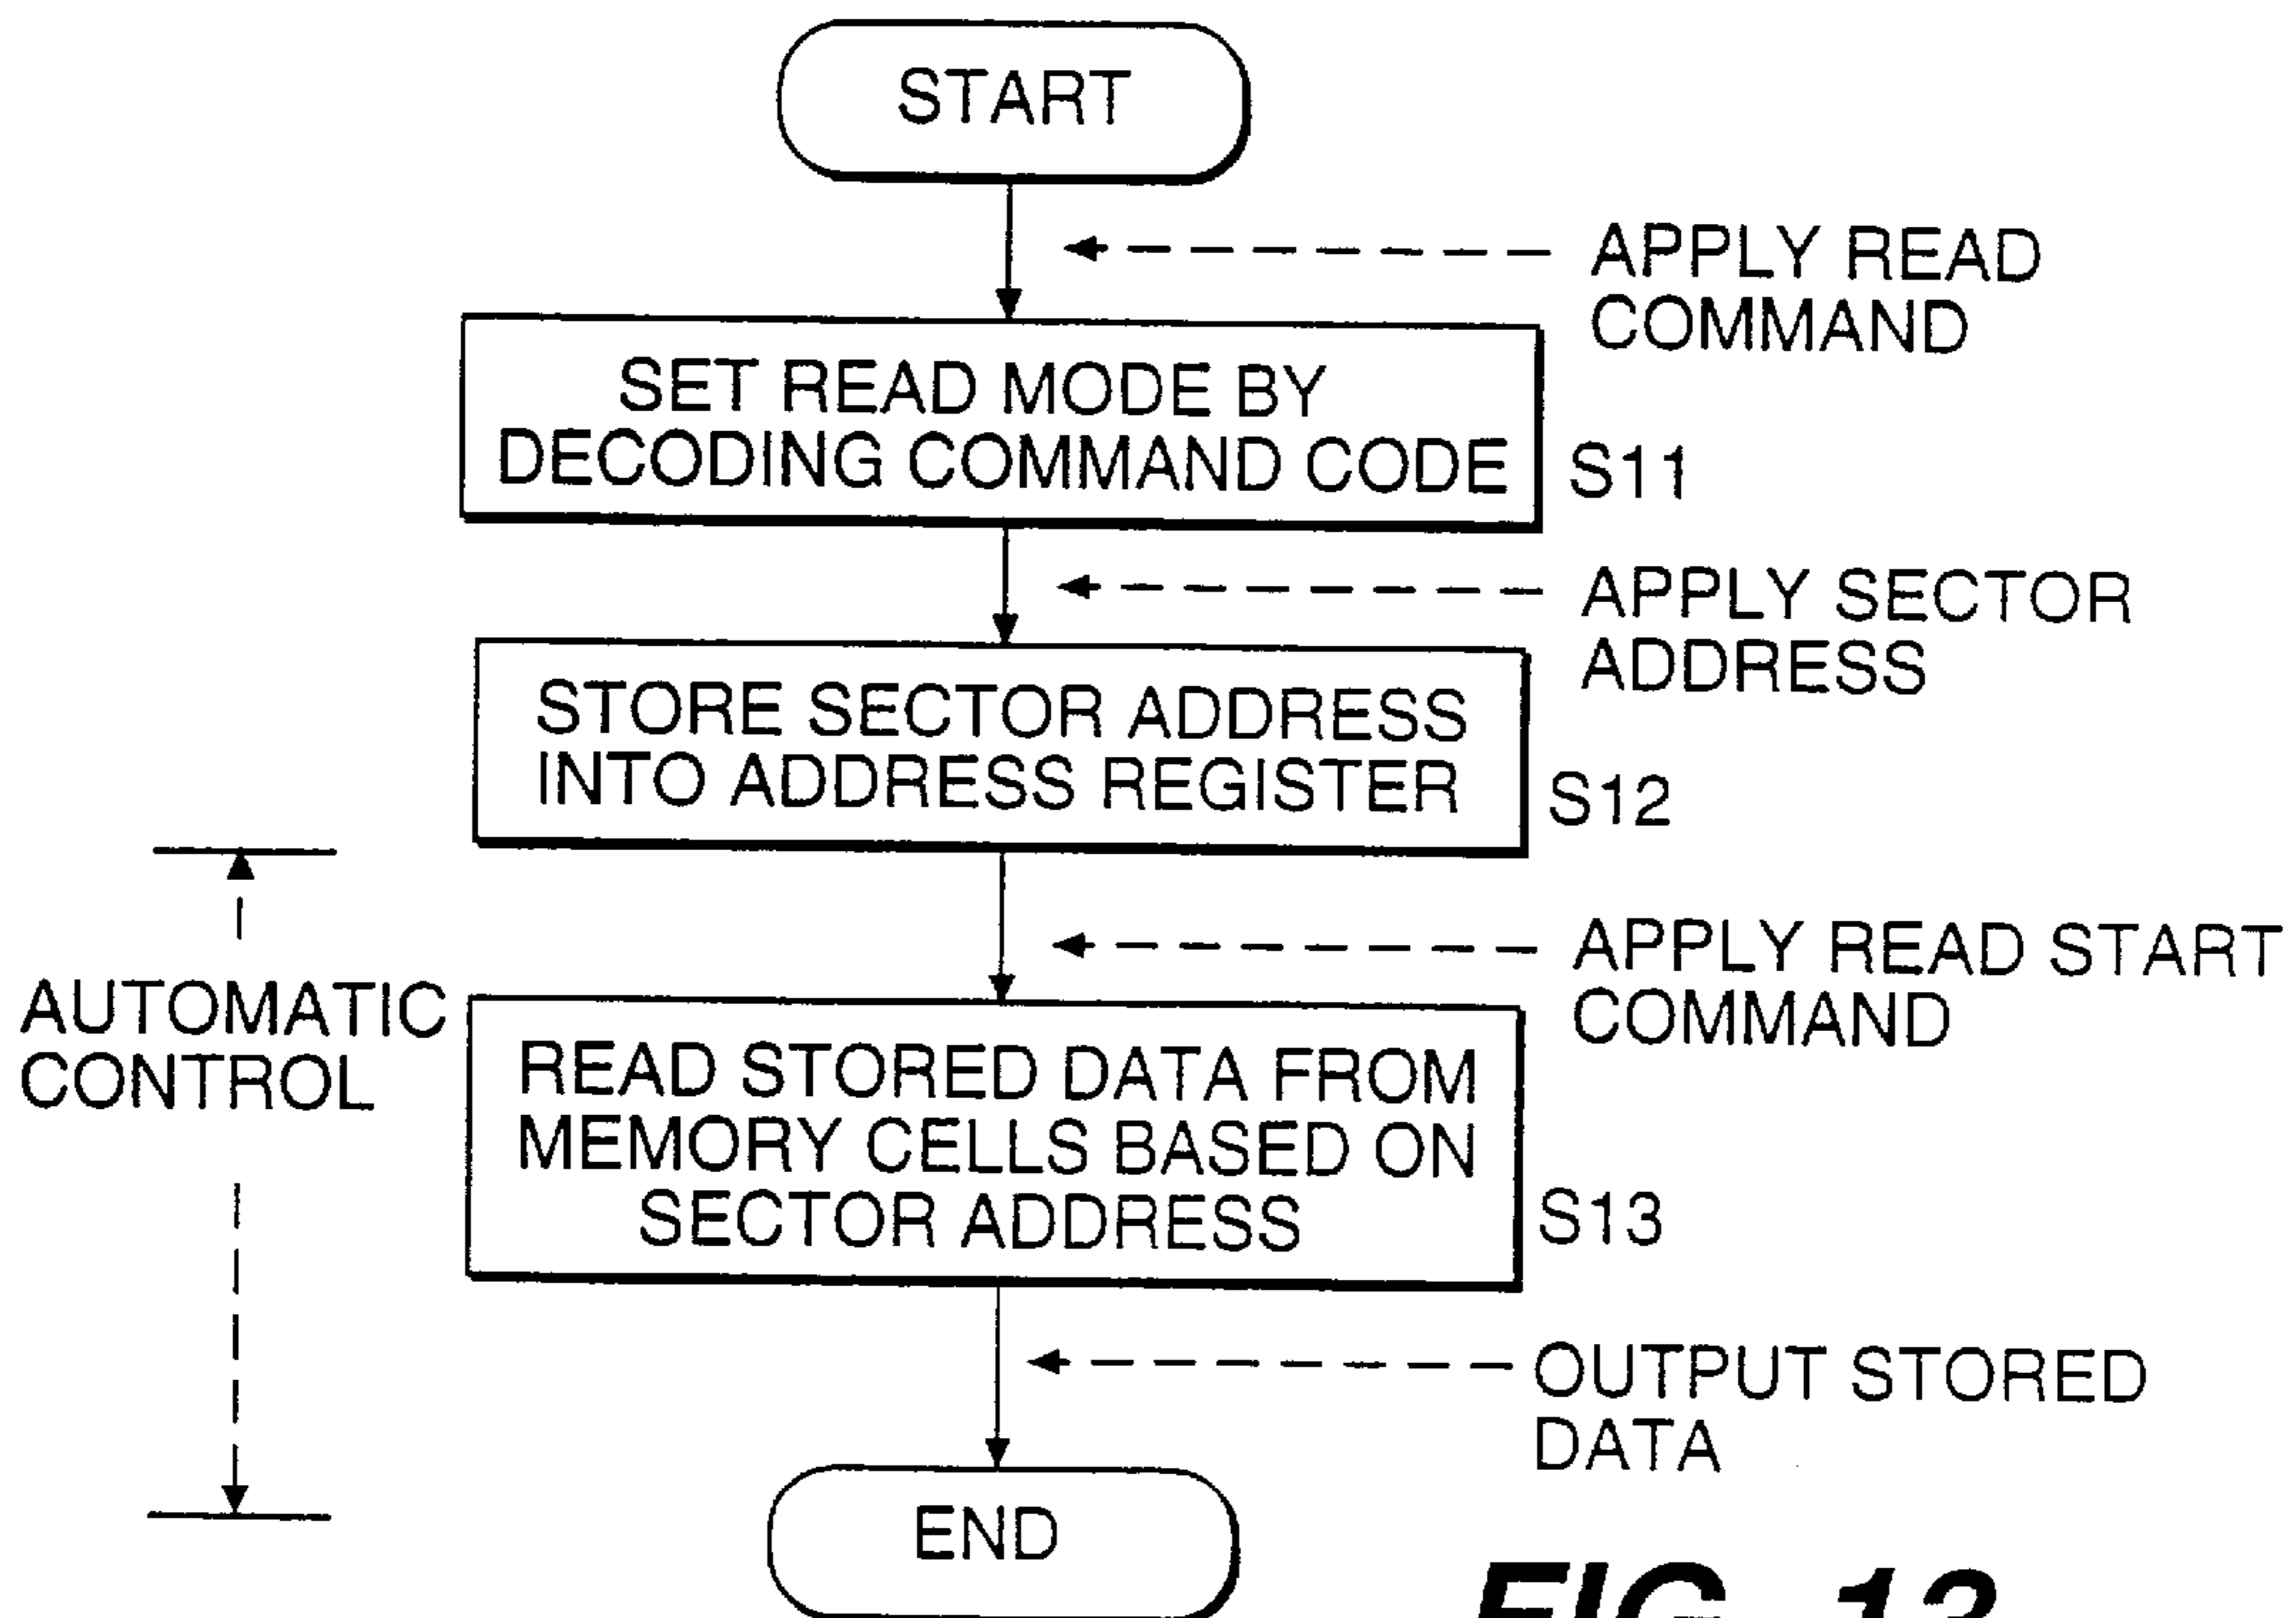 START
APPLY READ
COMMAND
SET READ MODE BY
DECODING COMMAND CODE
S11
APPLY SECTOR
ADDRESS
STORE SECTOR ADDRESS
INTO ADDRESS REGISTER
S12
APPLY READ START
COMMAND
AUTOMATIC
CONTROL
READ STORED DATA FROM
MEMORY CELLS BASED ON
SECTOR ADDRESS
S13
OUTPUT STORED
DATA
END